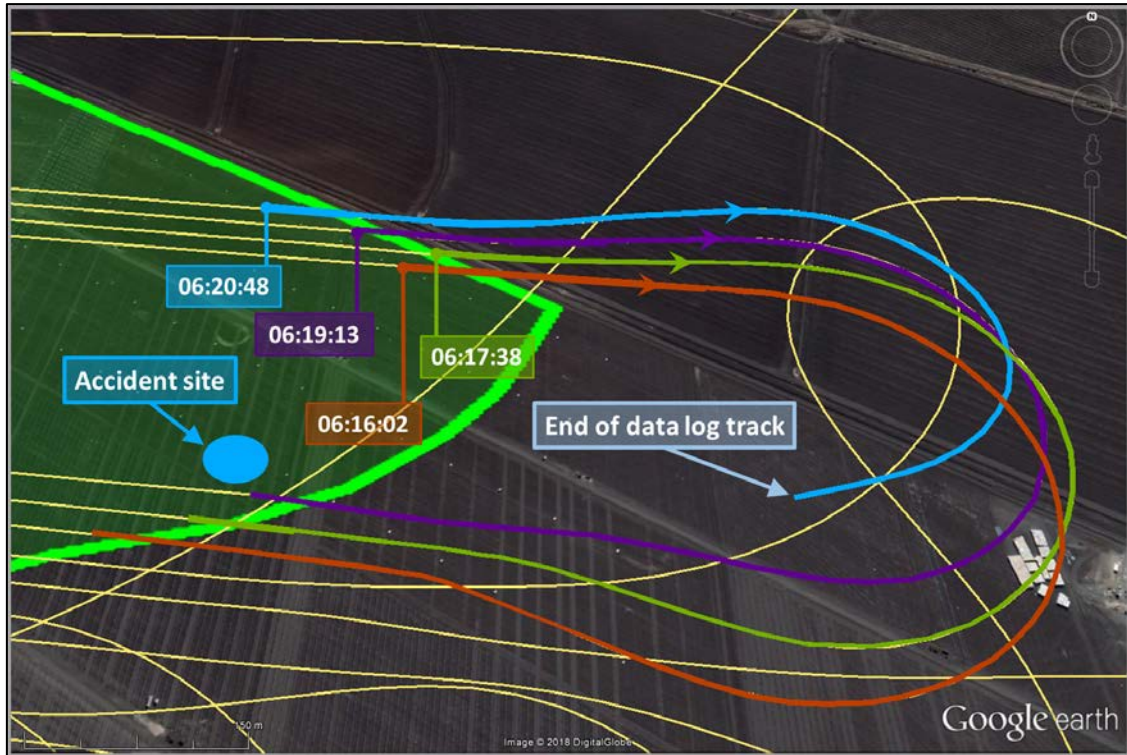 N
06:20:48
06:19:13
06:17:38
Accident site
06:16:02
End of data log track
Google earth
150 m
Image © 2018 DigitalGlobe